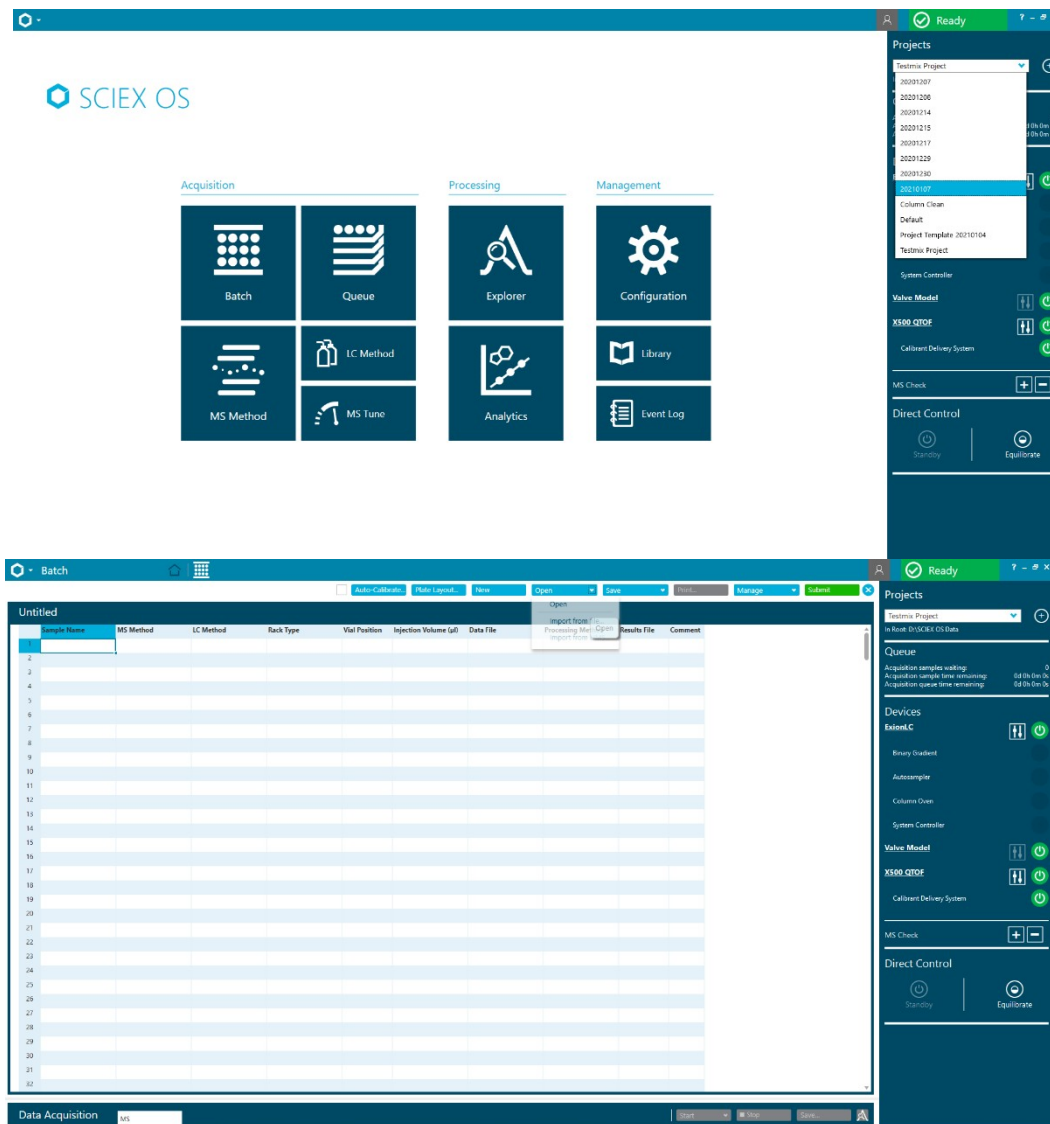 Ready
? – 
Projects
Testmix Project
20201207
20201208
20201214
20201215
20201217
20201229
20201230
20210107
Column Clean
Default
Project Template 20210104
Testmix Project
d 0h 0m
d 0h 0m
System Controller
Valve Model
X500 QTOF
Calibrant Delivery System
MS Check
Direct Control
Standby
Equilibrate
SCIEX OS
Acquisition
Processing
Management
Batch
Queue
Explorer
Configuration
MS Method
LC Method
MS Tune
Analytics
Library
Event Log
Batch
Ready
? –
Auto-Calibrate... Plate Layout... New Open Save Print... Manage Submit
Open
Import from
Open
Import from
Untitled
Sample Name MS Method LC Method Rack Type Vial Position Injection Volume (µl) Data File Processing Results File Comment
1
2
3
4
5
6
7
8
9
10
11
12
13
14
15
16
17
18
19
20
21
22
23
24
25
26
27
28
29
30
31
32
Data Acquisition MS Start Stop Save...
Projects
Testmix Project
In Root: D:\SCIEX OS Data
Queue
Acquisition samples waiting: 0
Acquisition sample time remaining: 0d 0h 0m 0s
Acquisition queue time remaining: 0d 0h 0m 0s
Devices
ExionLC
Binary Gradient
Autosampler
Column Oven
System Controller
Valve Model
X500 QTOF
Calibrant Delivery System
MS Check
Direct Control
Standby
Equilibrate